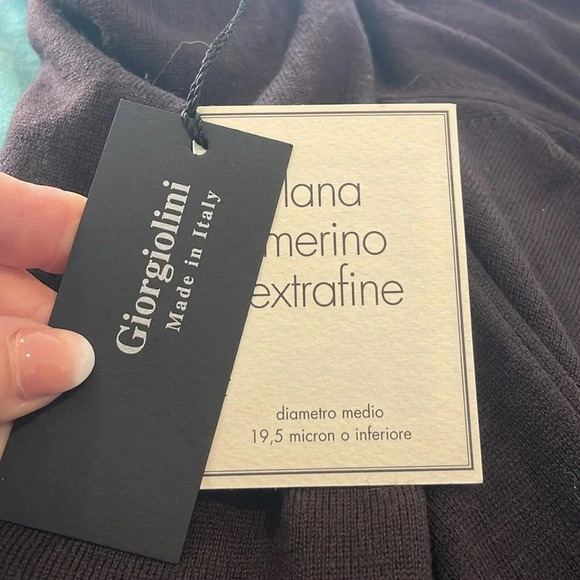 Giorgiolini
Made in Italy
lana
merino
extrafine
diametro medio
19,5 micron o inferiore